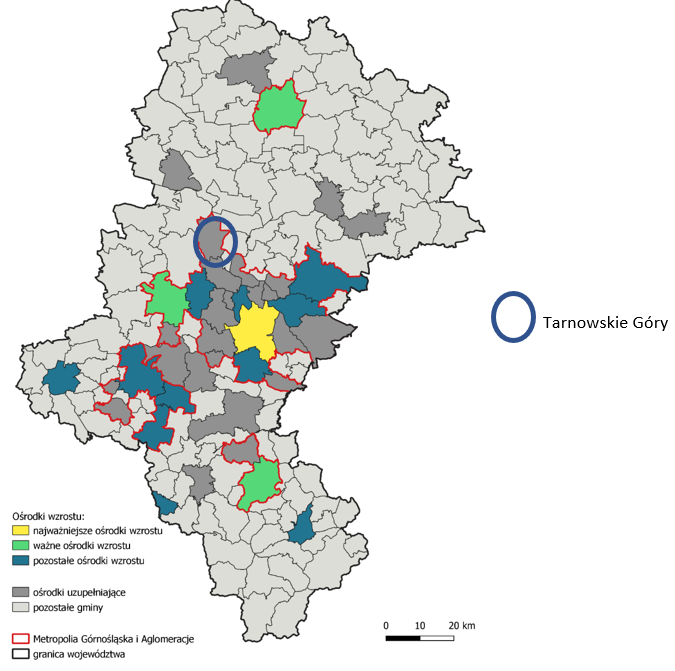 Tarnowskie Góry
Ośrodki wzrostu:
najważniejsze ośrodki wzrostu
ważne ośrodki wzrostu
pozostałe ośrodki wzrostu
ośrodki uzupełniające
pozostałe gminy
Metropolia Górnośląska i Aglomeracje
granica województwa
0 10 20 km